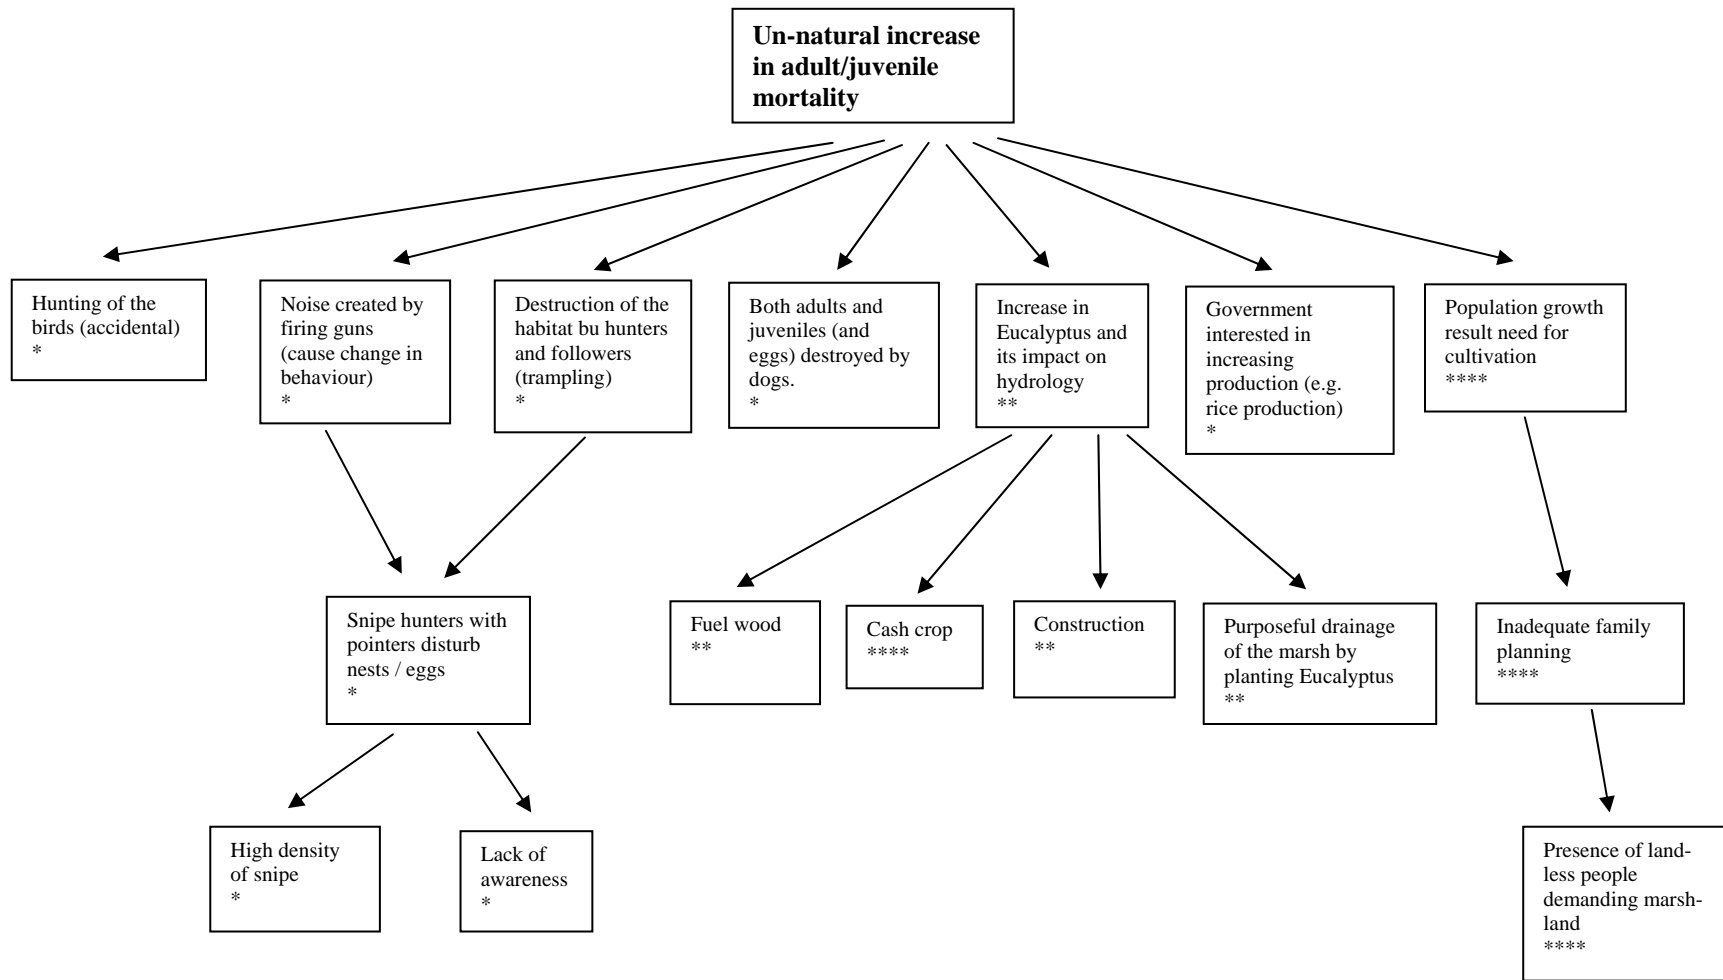 Un-natural increase
in adult/juvenile
mortality
Hunting of the
birds (accidental)
*
Noise created by
firing guns
(cause change in
behaviour)
*
Destruction of the
habitat bu hunters
and followers
(trampling)
*
Both adults and
juveniles (and
eggs) destroyed by
dogs.
*
Increase in
Eucalyptus and
its impact on
hydrology
**
Government
interested in
increasing
production (e.g.
rice production)
*
Population growth
result need for
cultivation
****
Snipe hunters with
pointers disturb
nests / eggs
*
Fuel wood
**
Cash crop
****
Construction
**
Purposeful drainage
of the marsh by
planting Eucalyptus
**
Inadequate family
planning
****
High density
of snipe
*
Lack of
awareness
*
Presence of land-
less people
demanding marsh-
land
****